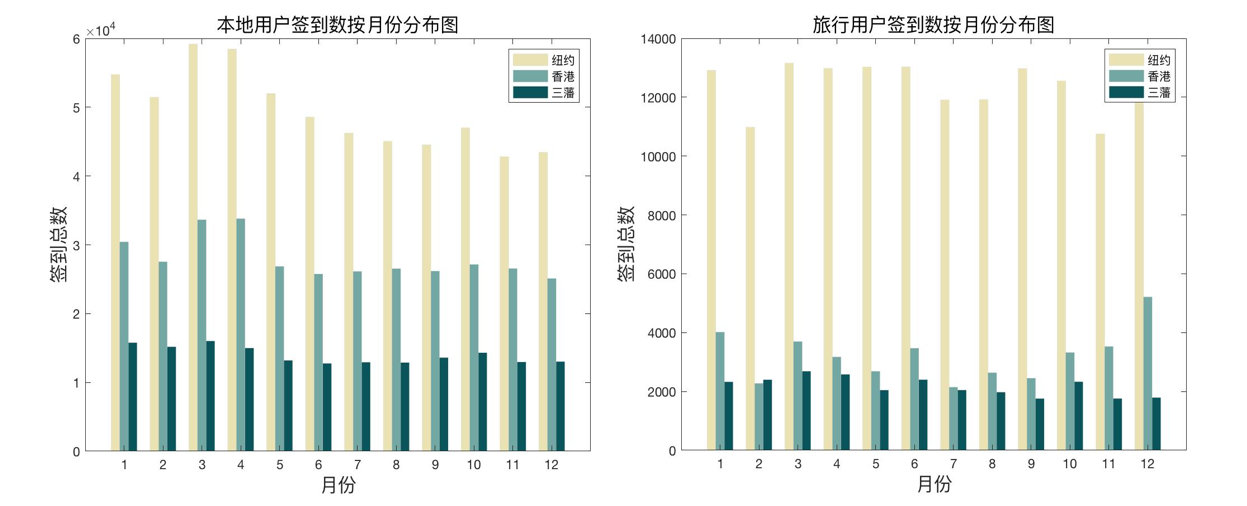 本地用户签到数按月份分布图
×10⁴
6
5
4
3
2
1
0
签到总数
1 2 3 4 5 6 7 8 9 10 11 12
月份
纽约
香港
三藩
旅行用户签到数按月份分布图
14000
12000
10000
8000
6000
4000
2000
0
签到总数
1 2 3 4 5 6 7 8 9 10 11 12
月份
纽约
香港
三藩